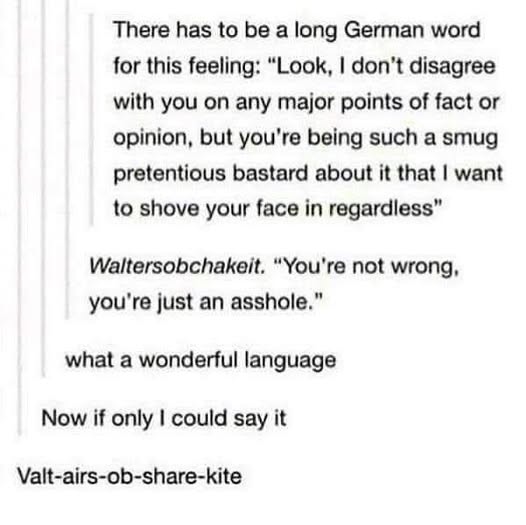 There has to be a long German word
for this feeling: "Look, I don't disagree
with you on any major points of fact or
opinion, but you're being such a smug
pretentious bastard about it that I want
to shove your face in regardless"
Waltersobchakeit. "You're not wrong,
you're just an asshole."
what a wonderful language
Now if only I could say it
Valt-airs-ob-share-kite